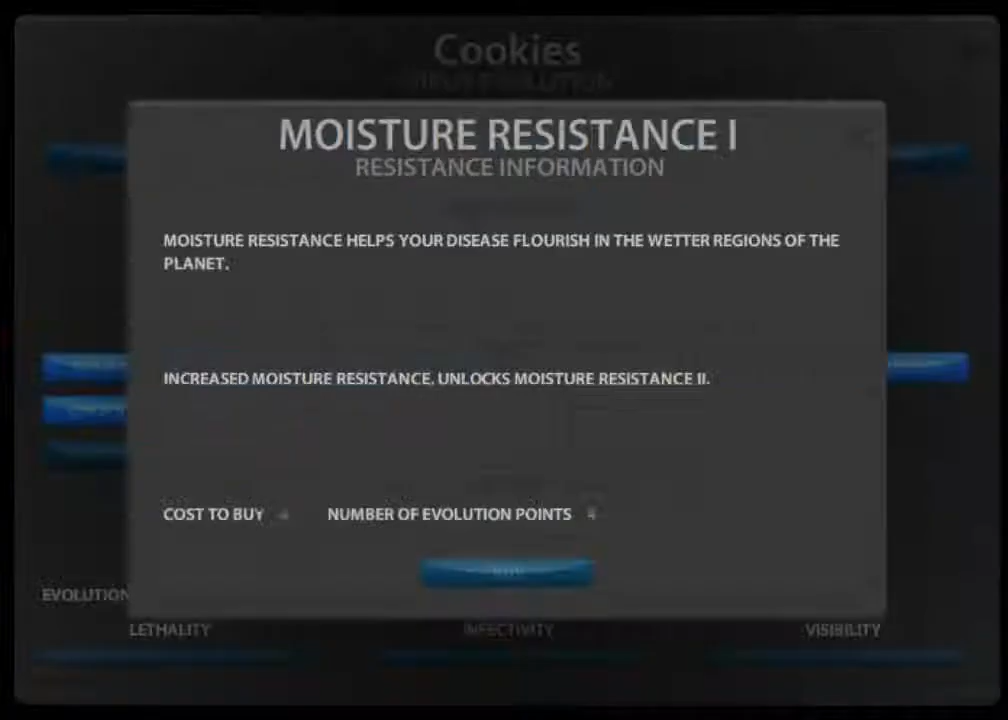 Cookies
MOISTURE RESISTANCE I
RESISTANCE INFORMATION
MOISTURE RESISTANCE HELPS YOUR DISEASE FLOURISH IN THE WETTER REGIONS OF THE
PLANET.
INCREASED MOISTURE RESISTANCE. UNLOCKS MOISTURE RESISTANCE II.
COST TO BUY 4 NUMBER OF EVOLUTION POINTS
EVOLUTION
LETHALITY INFECTIVITY VISIBILITY